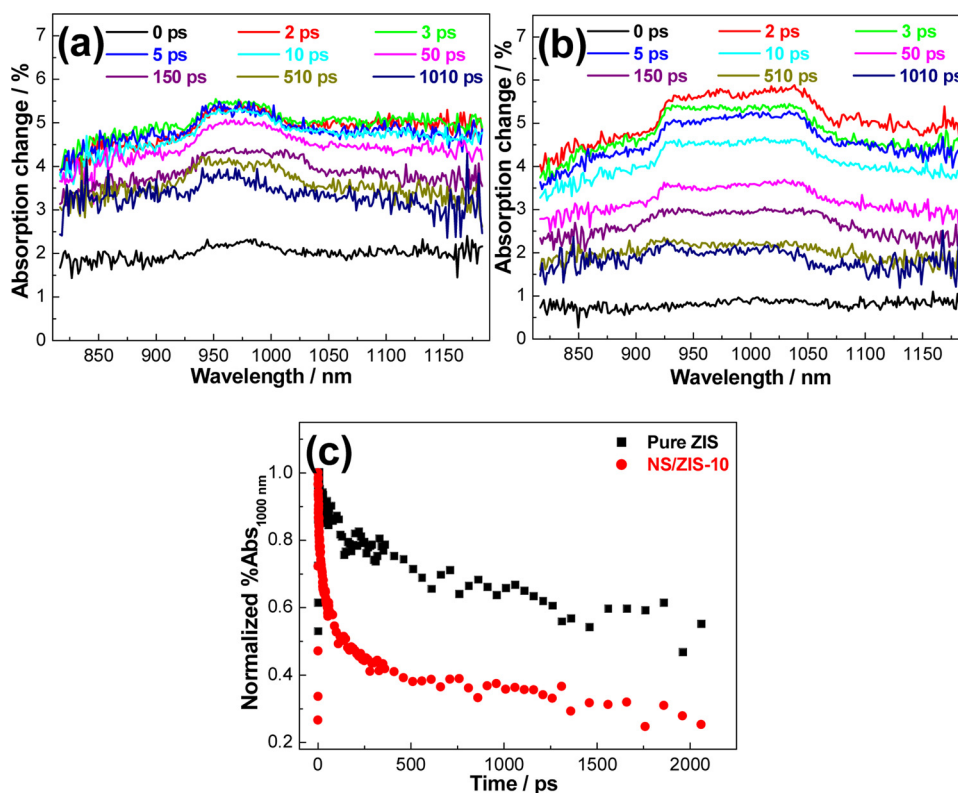 (a)
0 ps 2 ps 3 ps
5 ps 10 ps 50 ps
150 ps 510 ps 1010 ps
Absorption change / %
7
6
5
4
3
2
1
0
850 900 950 1000 1050 1100 1150
Wavelength / nm
(b)
0 ps 2 ps 3 ps
5 ps 10 ps 50 ps
150 ps 510 ps 1010 ps
Absorption change / %
7
6
5
4
3
2
1
0
850 900 950 1000 1050 1100 1150
Wavelength / nm
(c)
Pure ZIS
NS/ZIS-10
Normalized %Abs1000 nm
1.0
0.8
0.6
0.4
0.2
0 500 1000 1500 2000
Time / ps